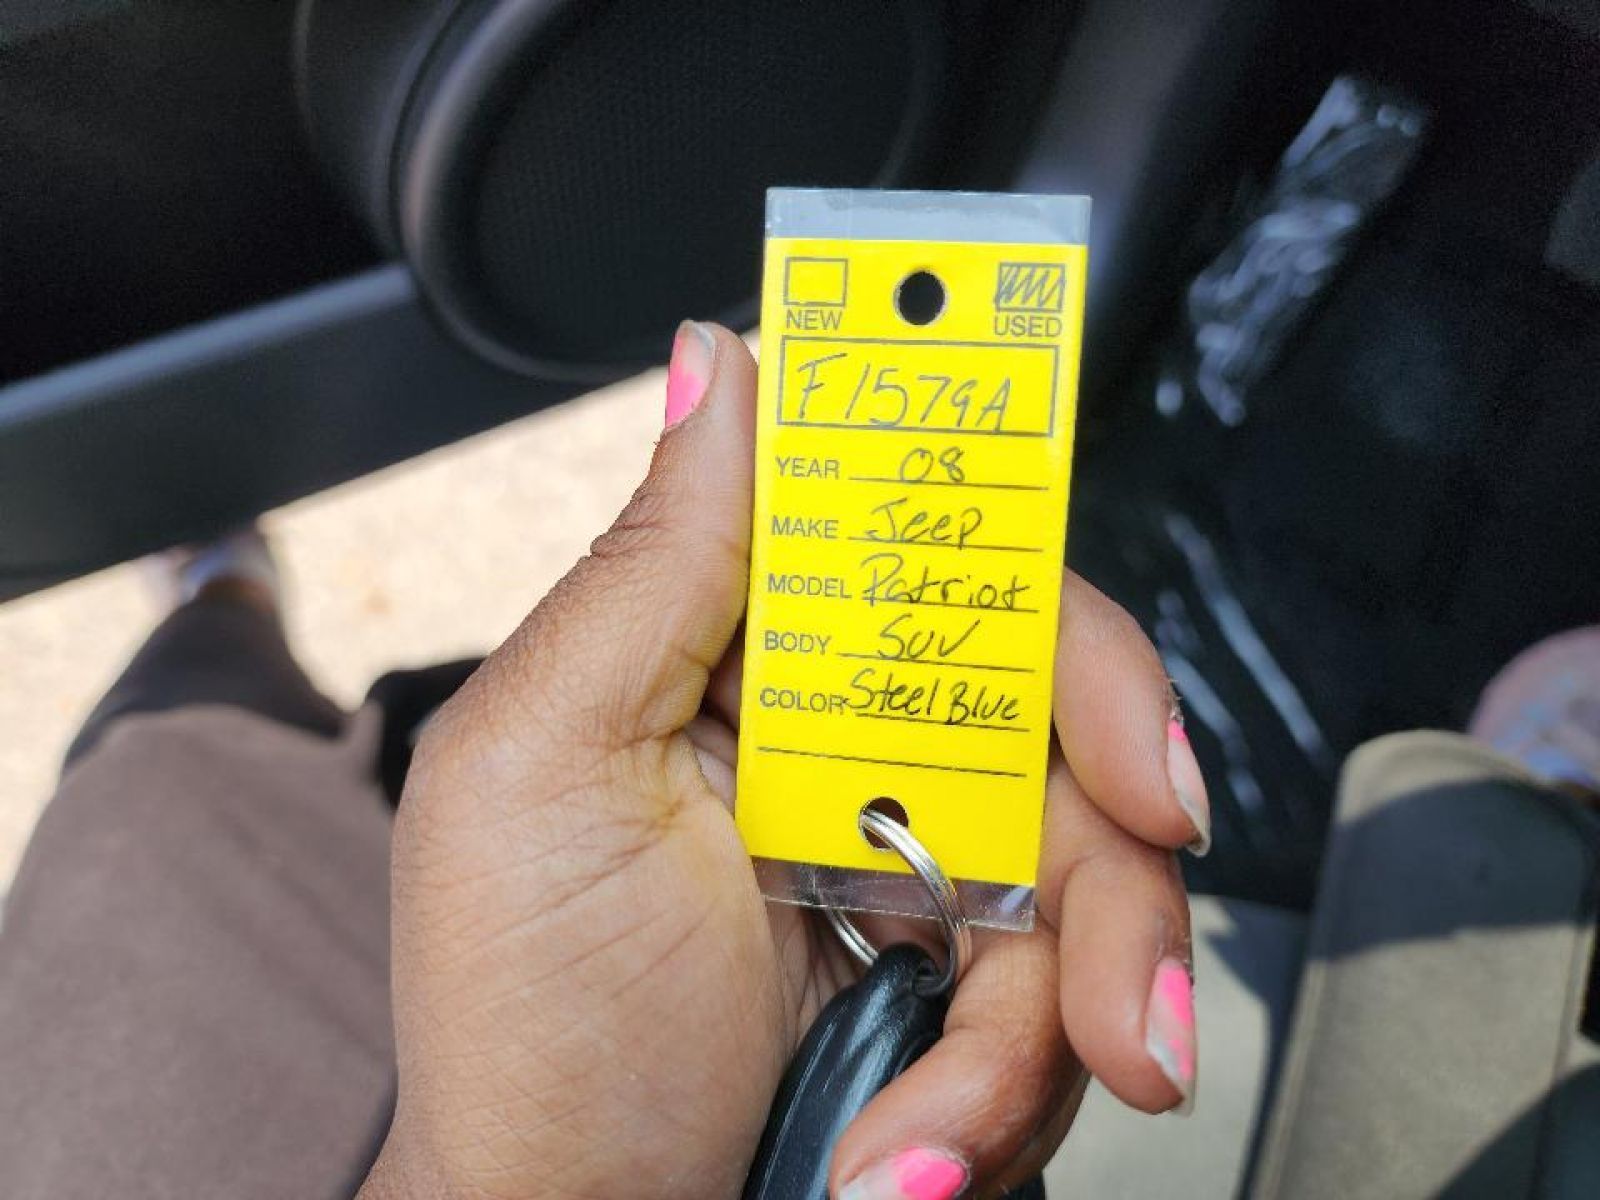 NEW USED
F1579A
YEAR 08
MAKE Jeep
MODEL Patriot
BODY SUV
COLOR Steel Blue